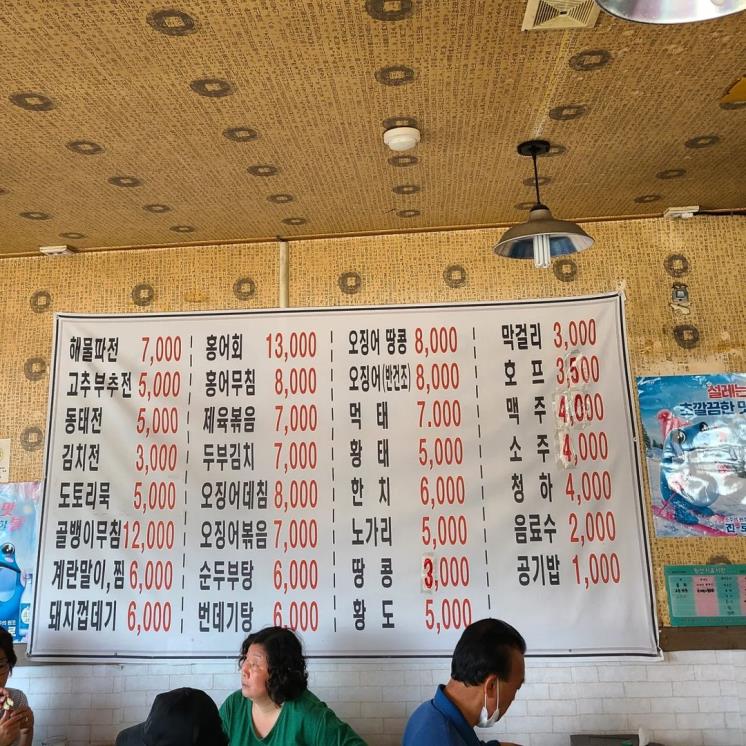 해물파전 7,000
고추부추전 5,000
동태전 5,000
김치전 3,000
도토리묵 5,000
골뱅이무침 12,000
계란말이,찜 6,000
돼지껍데기 6,000
홍어회 13,000
홍어무침 8,000
제육볶음 7,000
두부김치 7,000
오징어데침 8,000
오징어볶음 7,000
순두부탕 6,000
번데기탕 6,000
오징어 땅콩 8,000
오징어(반건조) 8,000
먹태 7.000
황태 5,000
한치 6,000
노가리 5,000
땅콩 3,000
황도 5,000
막걸리 3,000
호프 3,500
맥주 4,000
소주 4,000
청하 4,000
음료수 2,000
공기밥 1,000
설레는
초깔끔한 맛
진로